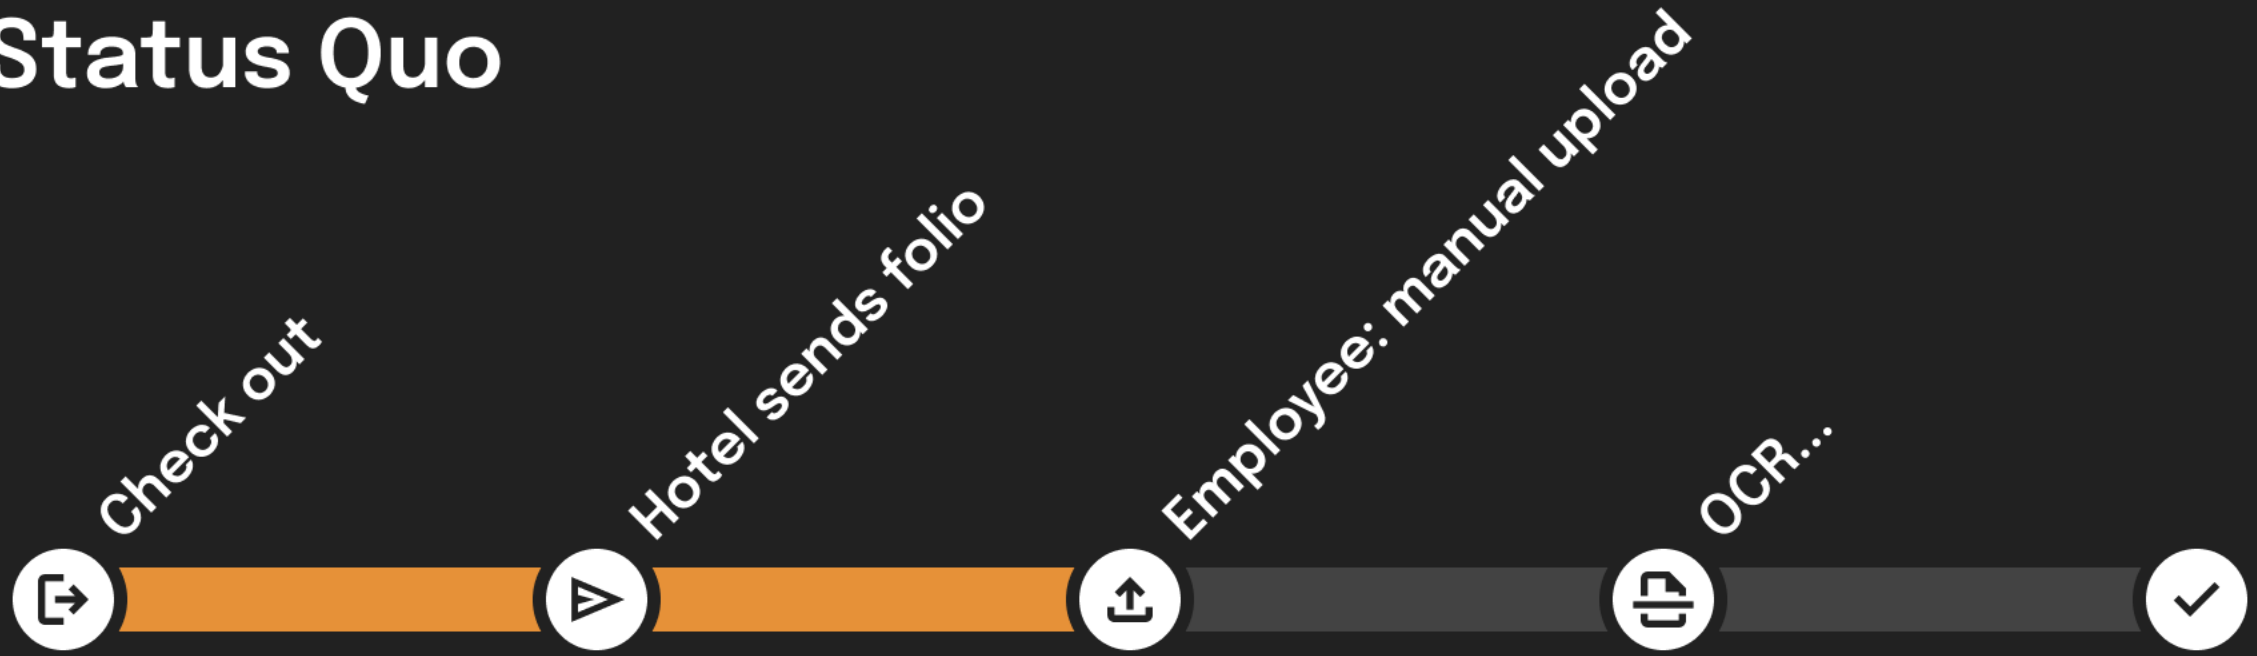 Status Quo
Check out
Hotel sends folio
Employee: manual upload
OCR...